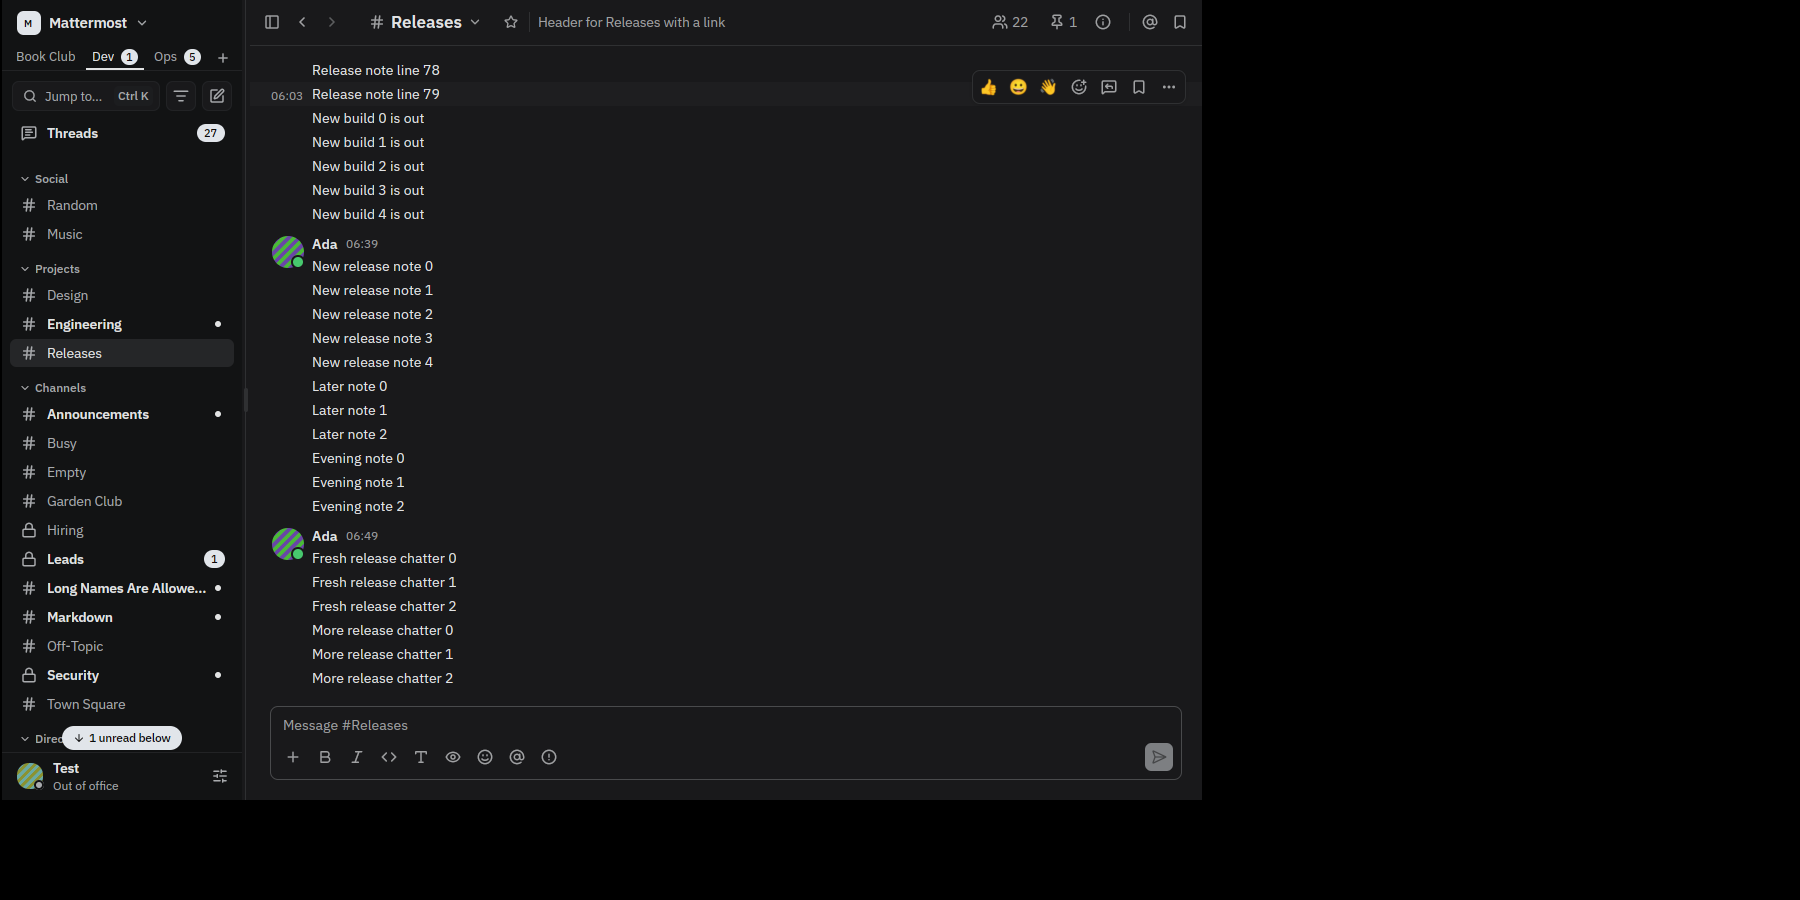 M Mattermost
Book Club Dev 1 Ops 5
Jump to... Ctrl K
Threads 27
Social
Random
Music
Projects
Design
Engineering
Releases
Channels
Announcements
Busy
Empty
Garden Club
Hiring
Leads 1
Long Names Are Allowe...
Markdown
Off-Topic
Security
Town Square
Direc
1 unread below
Test
Out of office
Releases Header for Releases with a link 22 1
Release note line 78
06:03 Release note line 79
New build 0 is out
New build 1 is out
New build 2 is out
New build 3 is out
New build 4 is out
Ada 06:39
New release note 0
New release note 1
New release note 2
New release note 3
New release note 4
Later note 0
Later note 1
Later note 2
Evening note 0
Evening note 1
Evening note 2
Ada 06:49
Fresh release chatter 0
Fresh release chatter 1
Fresh release chatter 2
More release chatter 0
More release chatter 1
More release chatter 2
Message #Releases